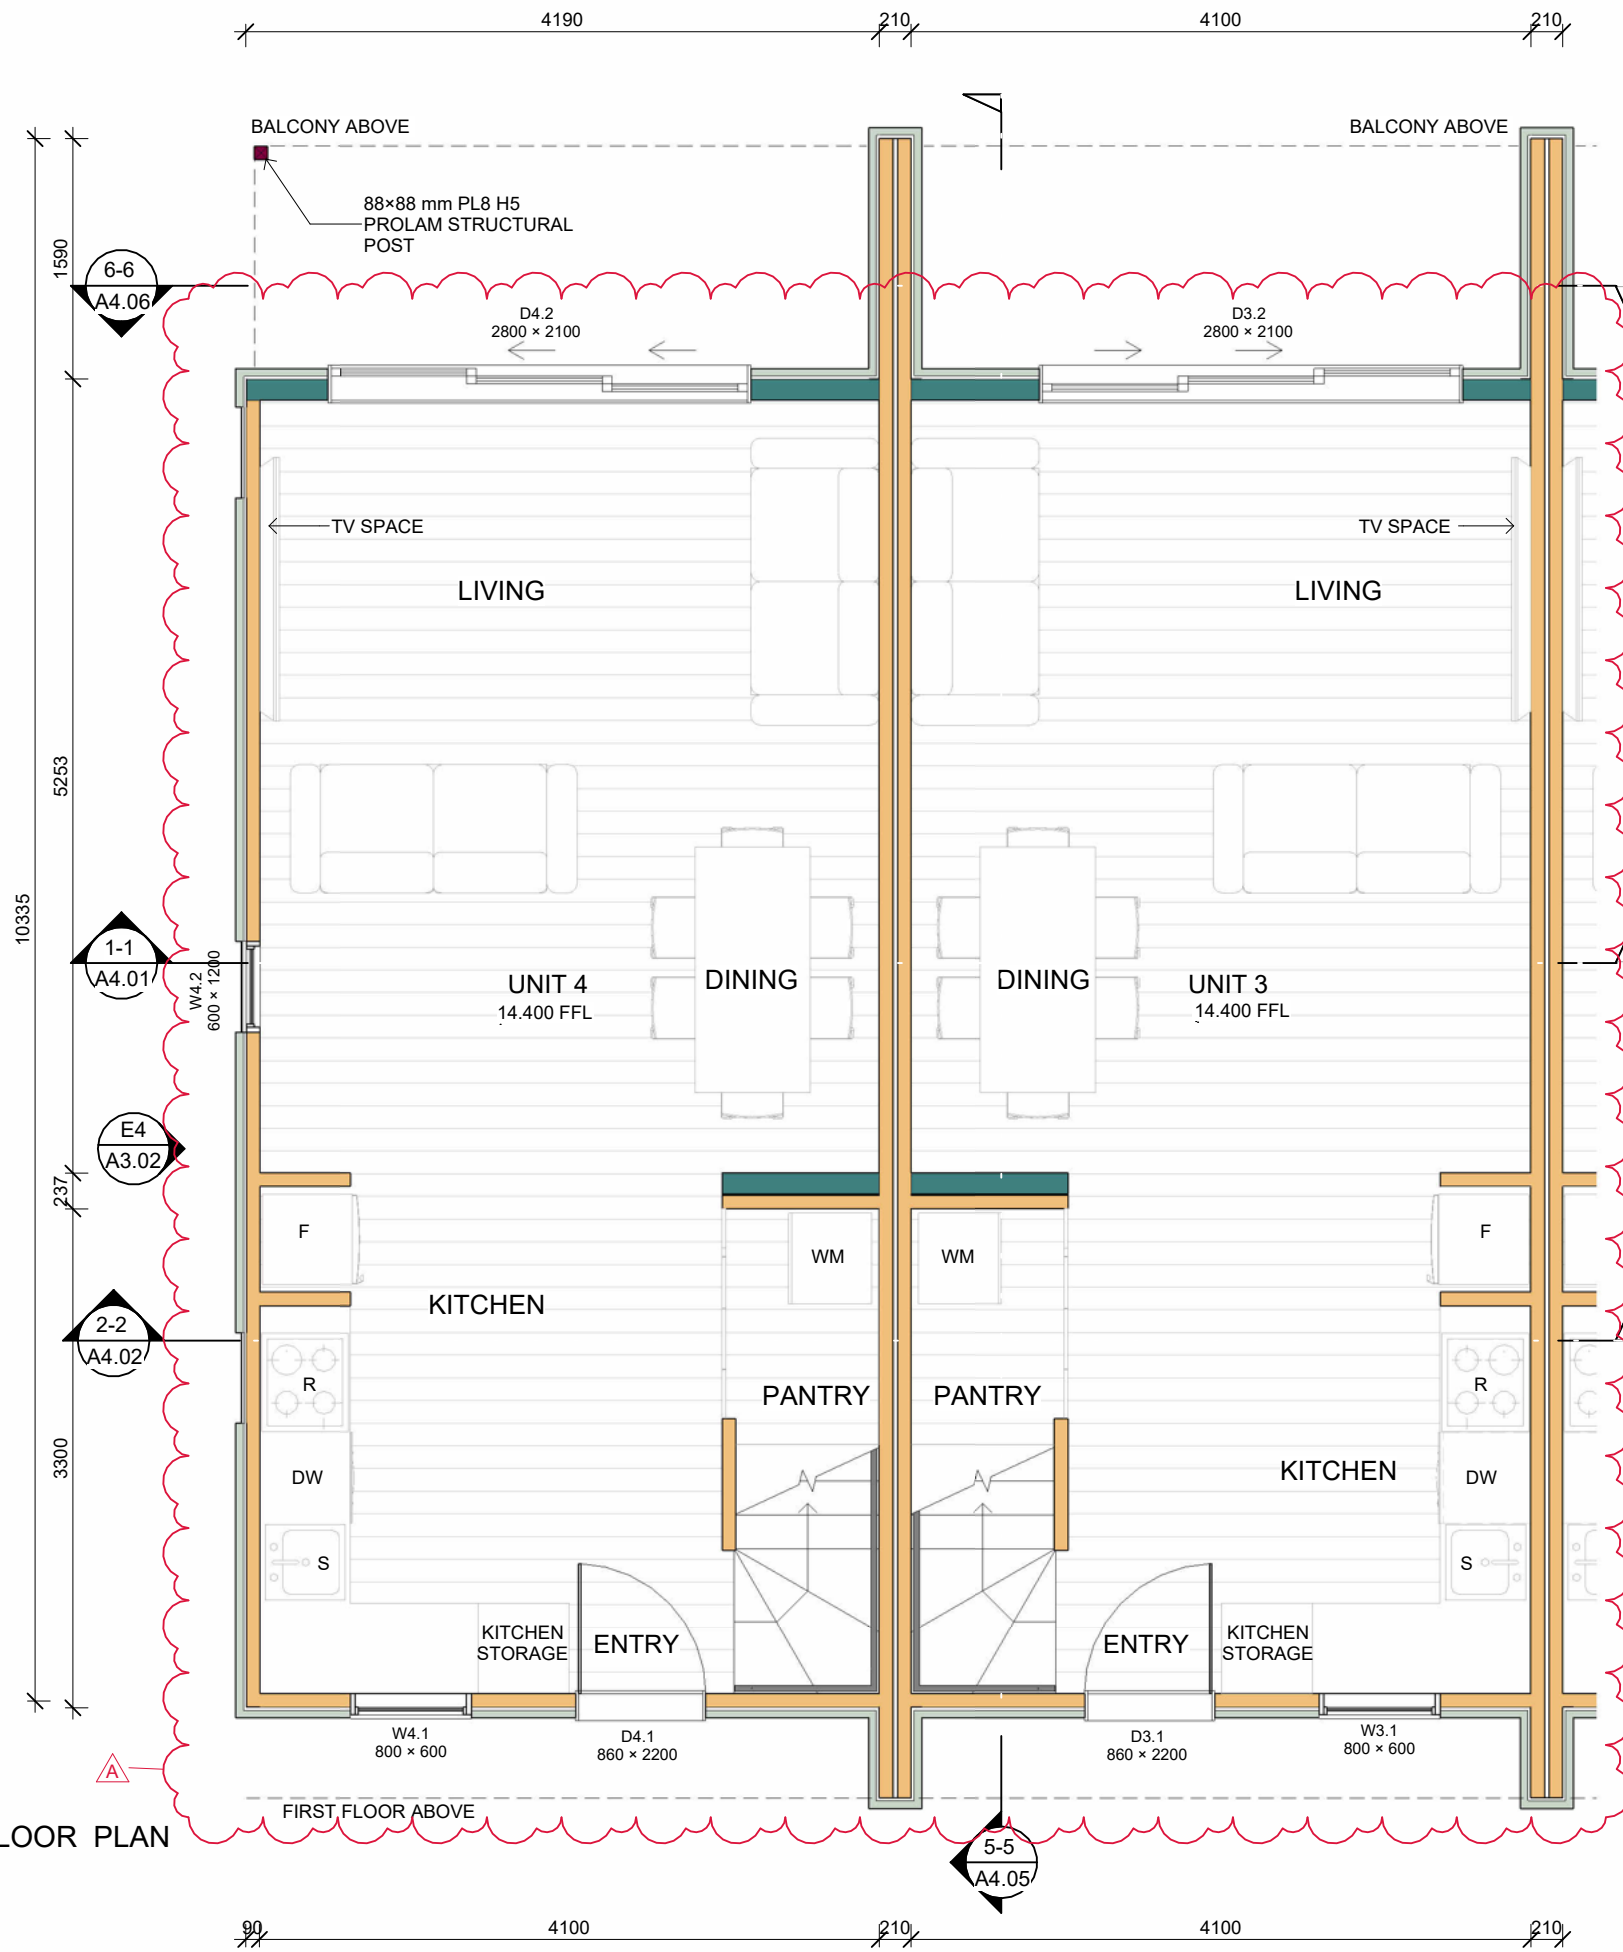 4190
210
4100
210
BALCONY ABOVE
BALCONY ABOVE
88×88 mm PL8 H5
PROLAM STRUCTURAL
POST
1590
6-6
A4.06
D4.2
2800 × 2100
D3.2
2800 × 2100
TV SPACE
TV SPACE
LIVING
LIVING
5253
10335
1-1
A4.01
W4.2
600 × 1200
UNIT 4
14.400 FFL
DINING
DINING
UNIT 3
14.400 FFL
E4
A3.02
237
F
WM
WM
F
KITCHEN
2-2
A4.02
R
PANTRY
PANTRY
R
3300
DW
KITCHEN
DW
S
S
KITCHEN
STORAGE
ENTRY
ENTRY
KITCHEN
STORAGE
W4.1
800 × 600
D4.1
860 × 2200
D3.1
860 × 2200
W3.1
800 × 600
A
FIRST FLOOR ABOVE
LOOR PLAN
5-5
A4.05
90
4100
210
4100
210